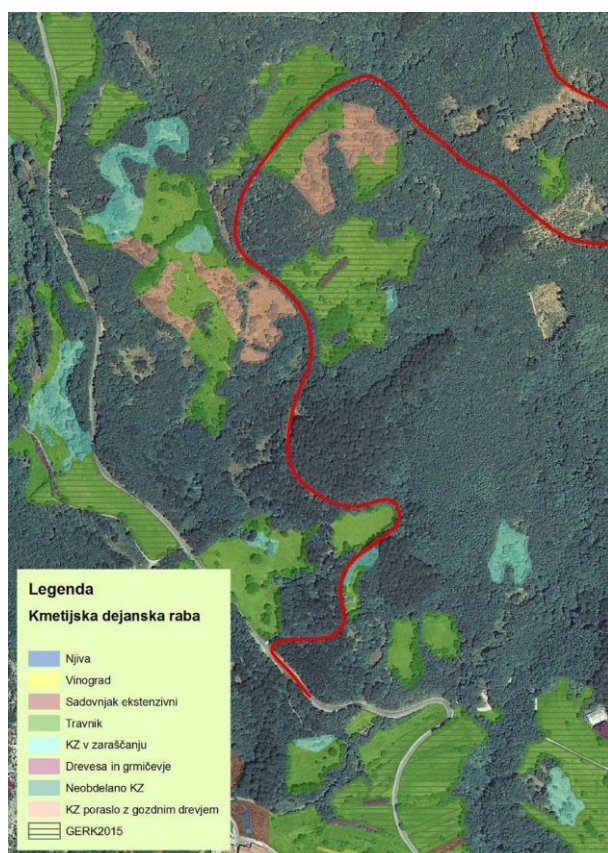 Legenda
Kmetijska dejanska raba
Njiva
Vinograd
Sadovnjak ekstenzivni
Travnik
KZ v zaraščanju
Drevesa in grmičevje
Neobdelano KZ
KZ poraslo z gozdnim drevjem
GERK2015